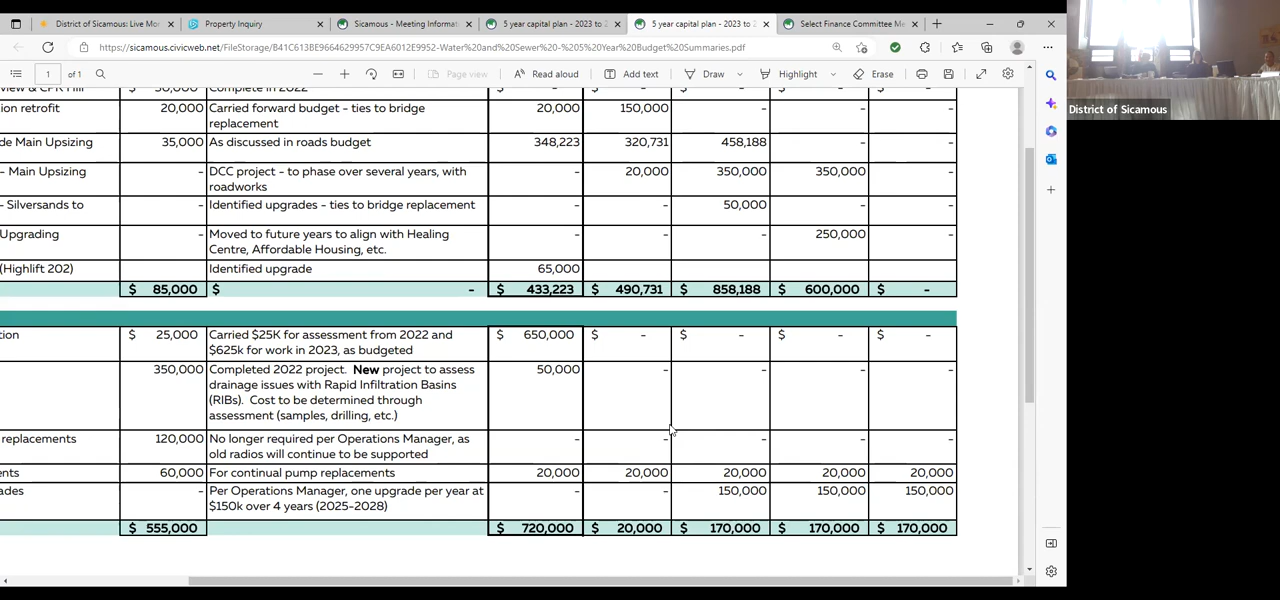 District of Sicamous: Live Mor
Property Inquiry
Sicamous - Meeting Informat
5 year capital plan - 2023 to 2
5 year capital plan - 2023 to 2
Select Finance Committee Me
https://sicamous.civicweb.net/FileStorage/B41C613BE9664629957C9EA6012E9952-Water%20and%20Sewer%20-%205%20Year%20Budget%20Summaries.pdf
1 of 1
Page view
Read aloud
Add text
Draw
Highlight
Erase
District of Sicamous
Complete in 2022
ion retrofit 20,000 Carried forward budget - ties to bridge 20,000 150,000 - - -
replacement
de Main Upsizing 35,000 As discussed in roads budget 348,223 320,731 458,188 - -
- Main Upsizing - DCC project - to phase over several years, with - 20,000 350,000 350,000 -
roadworks
- Silversands to - Identified upgrades - ties to bridge replacement - - 50,000 - -
Upgrading - Moved to future years to align with Healing - - - 250,000 -
Centre, Affordable Housing, etc.
(Highlift 202) Identified upgrade 65,000
$ 85,000 $ - $ 433,223 $ 490,731 $ 858,188 $ 600,000 $ -
tion $ 25,000 Carried $25K for assessment from 2022 and $ 650,000 $ - $ - $ - $ -
$625k for work in 2023, as budgeted
350,000 Completed 2022 project. New project to assess 50,000 - - - -
drainage issues with Rapid Infiltration Basins
(RIBs). Cost to be determined through
assessment (samples, drilling, etc.)
replacements 120,000 No longer required per Operations Manager, as - - - - -
old radios will continue to be supported
ents 60,000 For continual pump replacements 20,000 20,000 20,000 20,000 20,000
ades - Per Operations Manager, one upgrade per year at - - 150,000 150,000 150,000
$150k over 4 years (2025-2028)
$ 555,000 $ 720,000 $ 20,000 $ 170,000 $ 170,000 $ 170,000